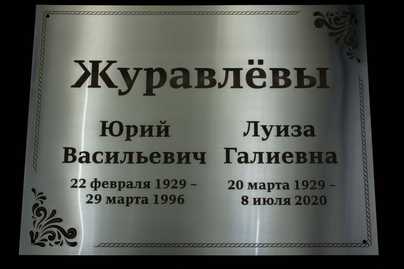 Журавлёвы
Юрий
Васильевич
22 февраля 1929 –
29 марта 1996
Луиза
Галиевна
20 марта 1929 –
8 июля 2020